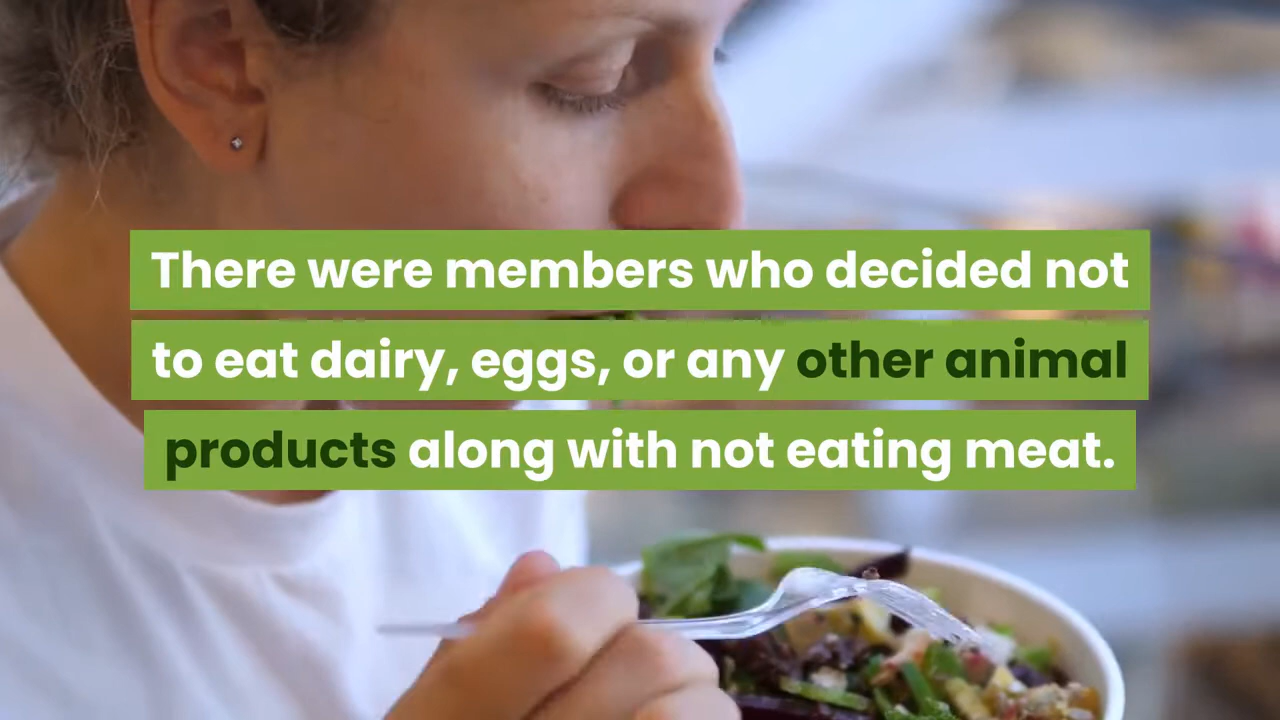 There were members who decided not
to eat dairy, eggs, or any other animal
products along with not eating meat.